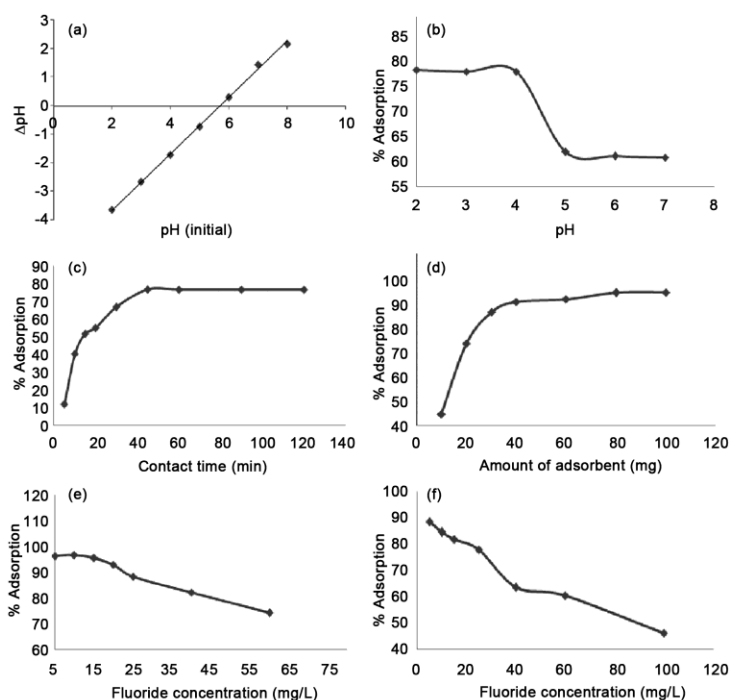 (a)
3
2
1
0
-1
-2
-3
-4
0 2 4 6 8 10
ΔpH
pH (initial)
(b)
85
80
75
70
65
60
55
2 3 4 5 6 7 8
% Adsorption
pH
(c)
90
80
70
60
50
40
30
20
10
0
0 20 40 60 80 100 120 140
% Adsorption
Contact time (min)
(d)
100
90
80
70
60
50
40
0 20 40 60 80 100 120
% Adsorption
Amount of adsorbent (mg)
(e)
120
110
100
90
80
70
60
5 15 25 35 45 55 65 75
% Adsorption
Fluoride concentration (mg/L)
(f)
100
90
80
70
60
50
40
0 20 40 60 80 100 120
% Adsorption
Fluoride concentration (mg/L)